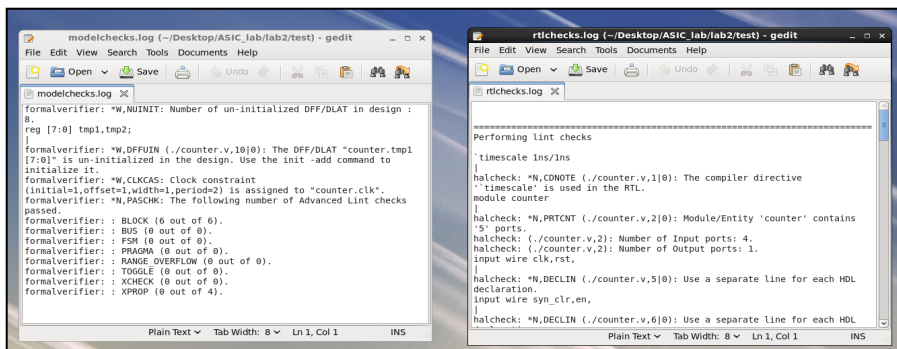 modelchecks.log (~/Desktop/ASIC_lab/lab2/test) - gedit
File Edit View Search Tools Documents Help
Open Save Undo
modelchecks.log
formalverifier: *W,NUINIT: Number of un-initialized DFF/DLAT in design :
8.
reg [7:0] tmp1,tmp2;
|
formalverifier: *W,DFFUIN (./counter.v,10|0): The DFF/DLAT "counter.tmp1
[7:0]" is un-initialized in the design. Use the init -add command to
initialize it.
formalverifier: *W,CLKCAS: Clock constraint
(initial=1,offset=1,width=1,period=2) is assigned to "counter.clk".
formalverifier: *N,PASCHK: The following number of Advanced Lint checks
passed.
formalverifier: : BLOCK (6 out of 6).
formalverifier: : BUS (0 out of 0).
formalverifier: : FSM (0 out of 0).
formalverifier: : PRAGMA (0 out of 0).
formalverifier: : RANGE_OVERFLOW (0 out of 0).
formalverifier: : TOGGLE (0 out of 0).
formalverifier: : XCHECK (0 out of 0).
formalverifier: : XPROP (0 out of 4).
Plain Text Tab Width: 8 Ln 1, Col 1 INS
rtlchecks.log (~/Desktop/ASIC_lab/lab2/test) - gedit
File Edit View Search Tools Documents Help
Open Save Undo
rtlchecks.log
================================================================================
Performing lint checks
`timescale 1ns/1ns
|
halcheck: *N,CDNOTE (./counter.v,1|0): The compiler directive
'`timescale' is used in the RTL.
module counter
|
halcheck: *N,PRTCNT (./counter.v,2|0): Module/Entity 'counter' contains
'5' ports.
halcheck: (./counter.v,2): Number of Input ports: 4.
halcheck: (./counter.v,2): Number of Output ports: 1.
input wire clk,rst,
|
halcheck: *N,DECLIN (./counter.v,5|0): Use a separate line for each HDL
declaration.
input wire syn_clr,en,
|
halcheck: *N,DECLIN (./counter.v,6|0): Use a separate line for each HDL
Plain Text Tab Width: 8 Ln 1, Col 1 INS